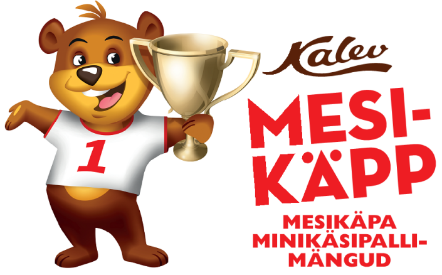 Kalev
MESI-
KÄPP
MESIKÄPA
MINIKÄSIPALLI-
MÄNGUD
1